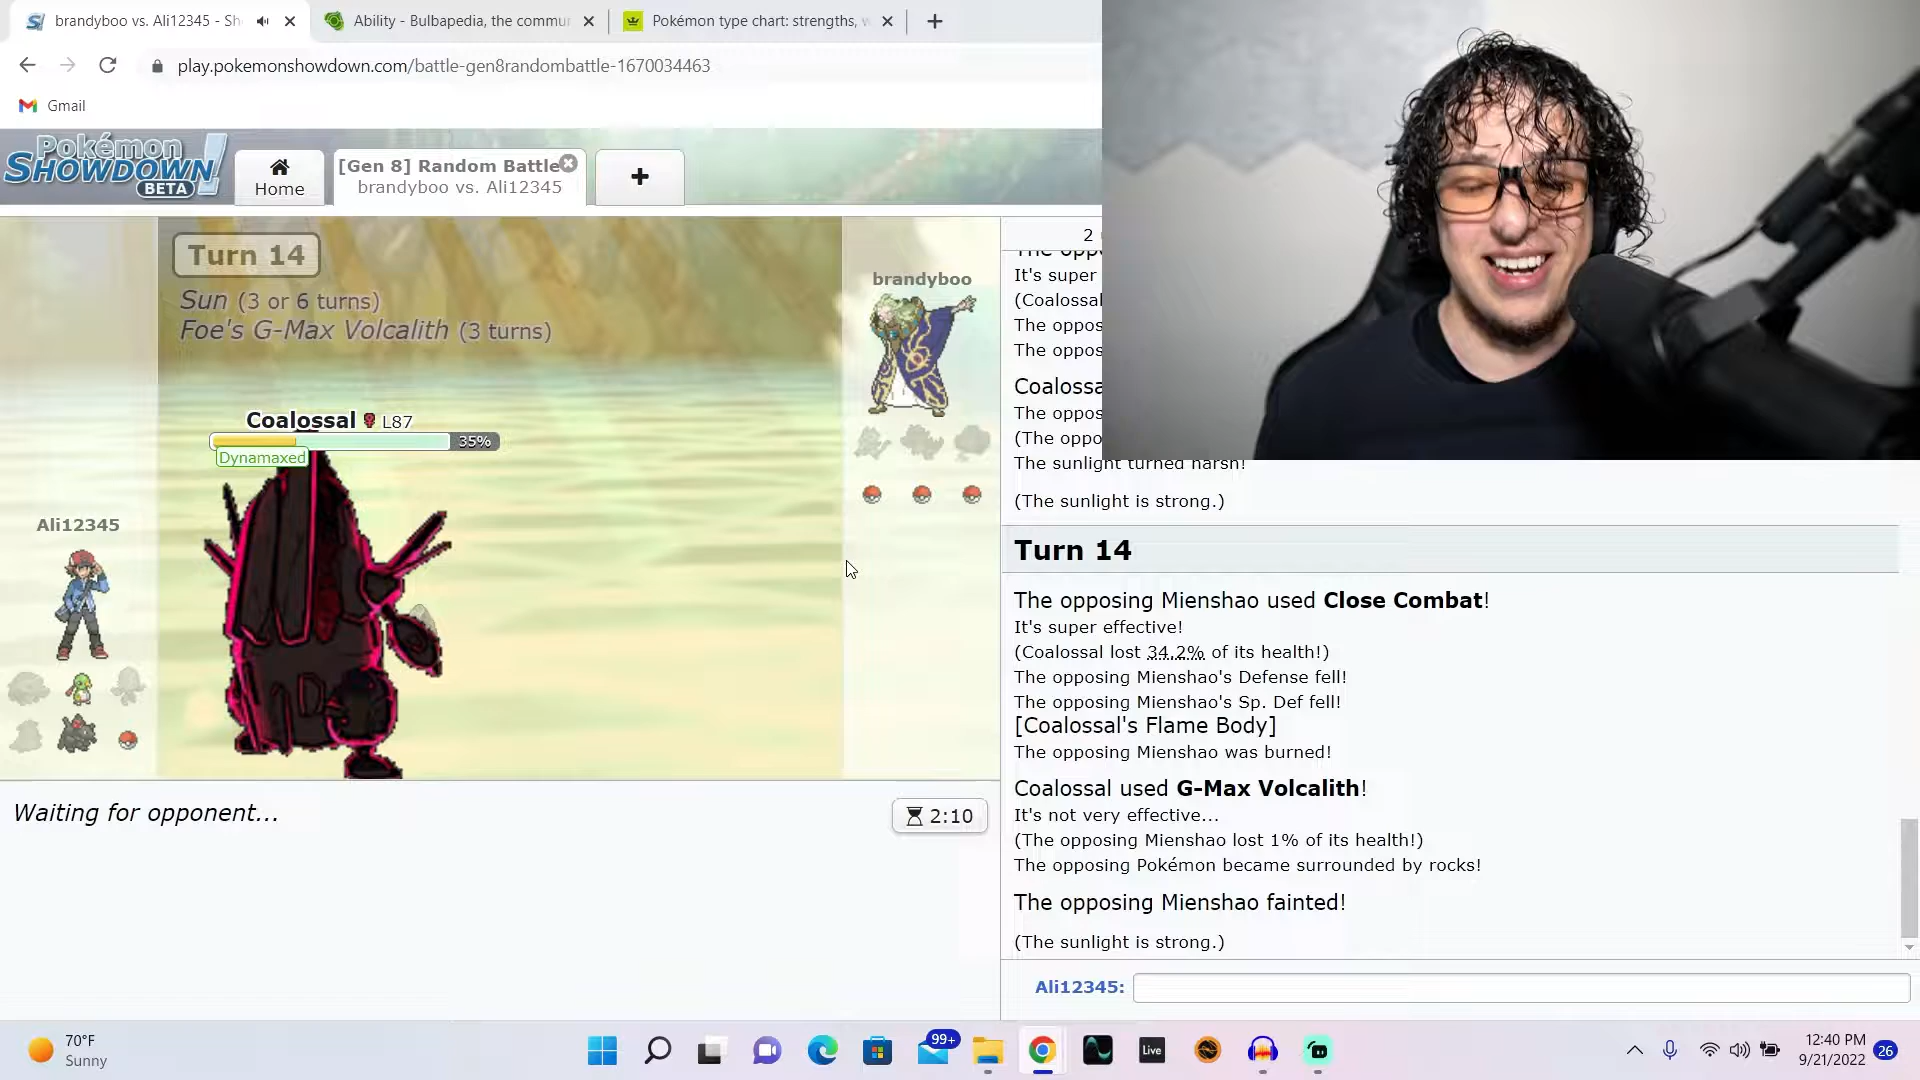 brandyboo vs. Ali12345 - Sh
Ability - Bulbapedia, the commun
Pokémon type chart: strengths, w
play.pokemonshowdown.com/battle-gen8randombattle-1670034463
Gmail
Pokémon
SHOWDOWN!
BETA
Home
[Gen 8] Random Battle
brandyboo vs. Ali12345
Turn 14
Sun (3 or 6 turns)
Foe's G-Max Volcalith (3 turns)
Coalossal L87
35%
Dynamaxed
brandyboo
Ali12345
Waiting for opponent...
2:10
2
The oppo
It's super
(Coalossal
The oppos
The oppos
Coalossa
The oppos
(The oppo
The sunlight turned harsh!
(The sunlight is strong.)
Turn 14
The opposing Mienshao used Close Combat!
It's super effective!
(Coalossal lost 34.2% of its health!)
The opposing Mienshao's Defense fell!
The opposing Mienshao's Sp. Def fell!
[Coalossal's Flame Body]
The opposing Mienshao was burned!
Coalossal used G-Max Volcalith!
It's not very effective...
(The opposing Mienshao lost 1% of its health!)
The opposing Pokémon became surrounded by rocks!
The opposing Mienshao fainted!
(The sunlight is strong.)
Ali12345:
70°F
Sunny
99+
Live
12:40 PM
9/21/2022
26